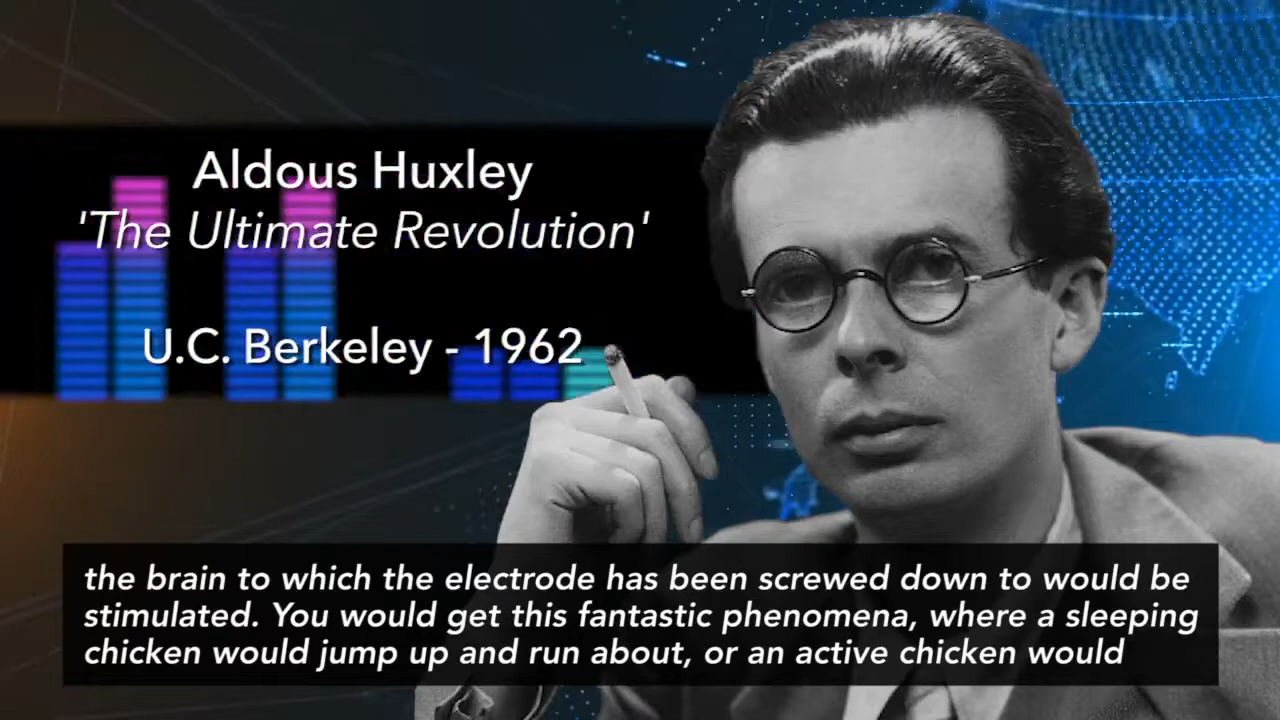 Aldous Huxley
'The Ultimate Revolution'
U.C. Berkeley - 1962
the brain to which the electrode has been screwed down to would be
stimulated. You would get this fantastic phenomena, where a sleeping
chicken would jump up and run about, or an active chicken would